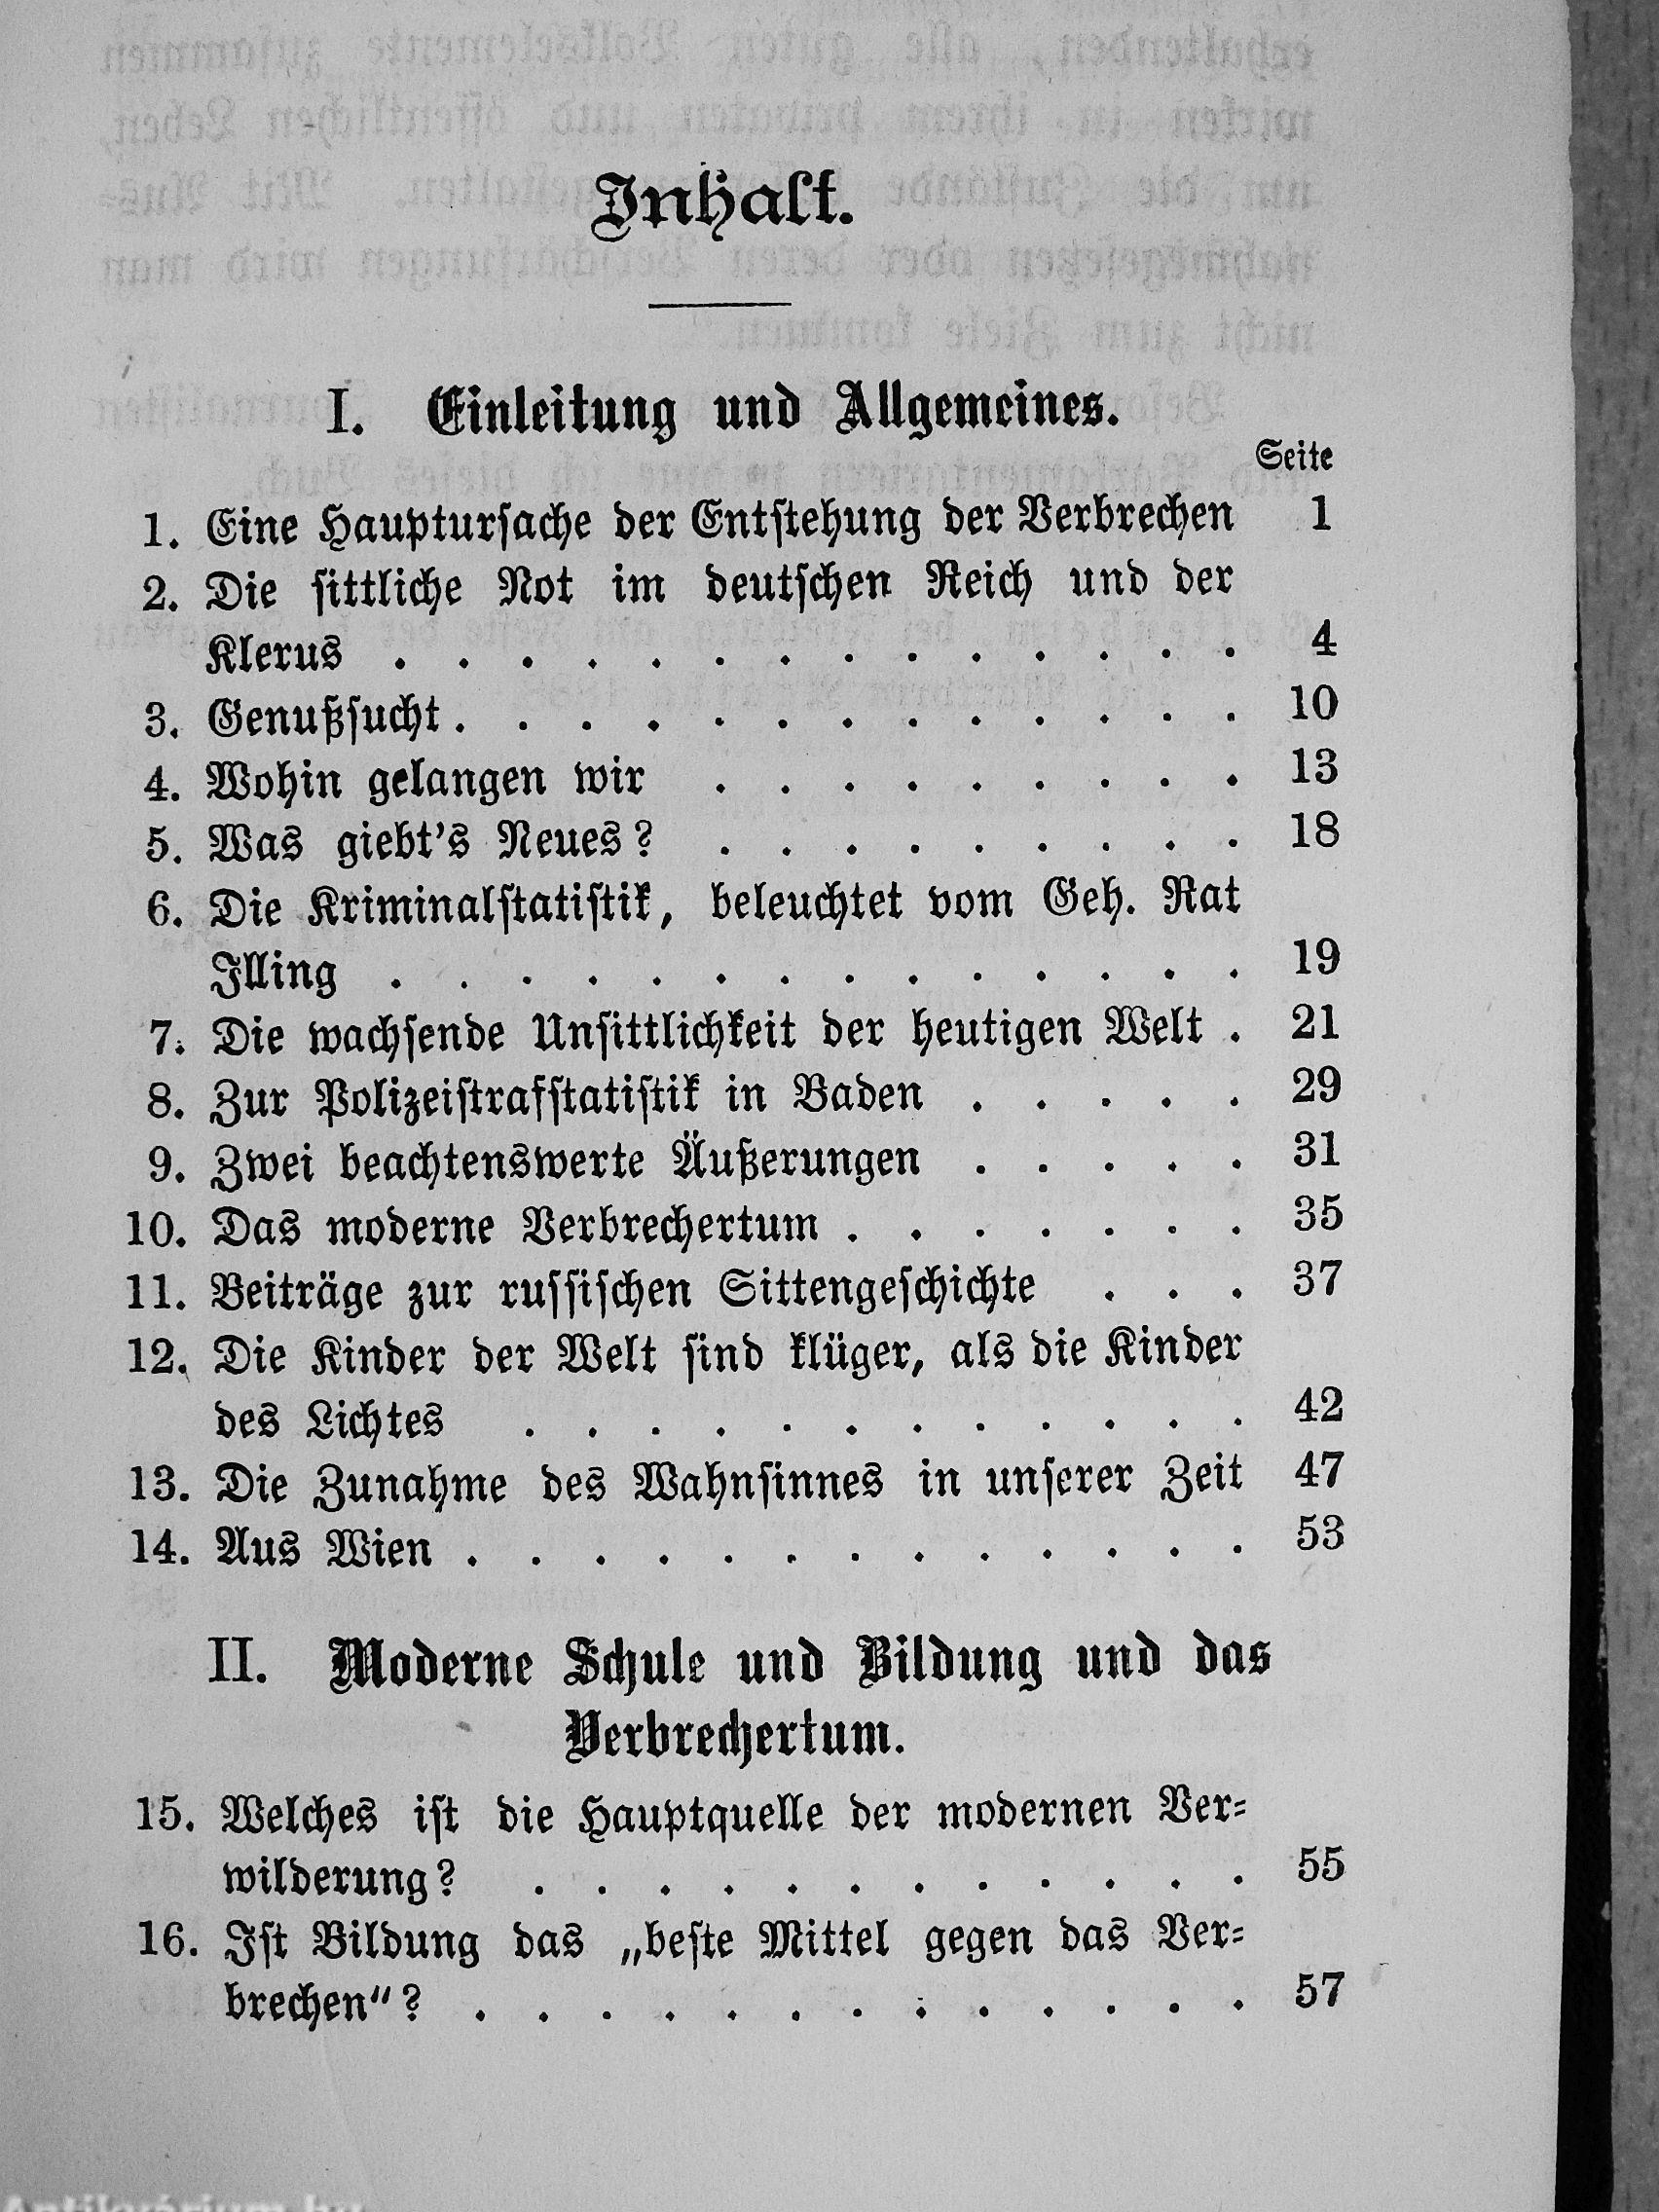 Inhalt.
I. Einleitung und Allgemeines.
Seite
1. Eine Hauptursache der Entstehung der Verbrechen 1
2. Die sittliche Not im deutschen Reich und der
Klerus . . . . . . . . . . . . . . 4
3. Genußsucht . . . . . . . . . . . . . 10
4. Wohin gelangen wir . . . . . . . . . 13
5. Was giebt's Neues? . . . . . . . . . 18
6. Die Kriminalstatistik, beleuchtet vom Geh. Rat
Illing . . . . . . . . . . . . . . 19
7. Die wachsende Unsittlichkeit der heutigen Welt . 21
8. Zur Polizeistrafstatistik in Baden . . . . . 29
9. Zwei beachtenswerte Äußerungen . . . . . 31
10. Das moderne Verbrechertum . . . . . . . 35
11. Beiträge zur russischen Sittengeschichte . . . 37
12. Die Kinder der Welt sind klüger, als die Kinder
des Lichtes . . . . . . . . . . . . 42
13. Die Zunahme des Wahnsinnes in unserer Zeit 47
14. Aus Wien . . . . . . . . . . . . . 53
II. Moderne Schule und Bildung und das
Verbrechertum.
15. Welches ist die Hauptquelle der modernen Ver-
wilderung? . . . . . . . . . . . . 55
16. Ist Bildung das „beste Mittel gegen das Ver-
brechen“? . . . . . . . . . . . . . 57